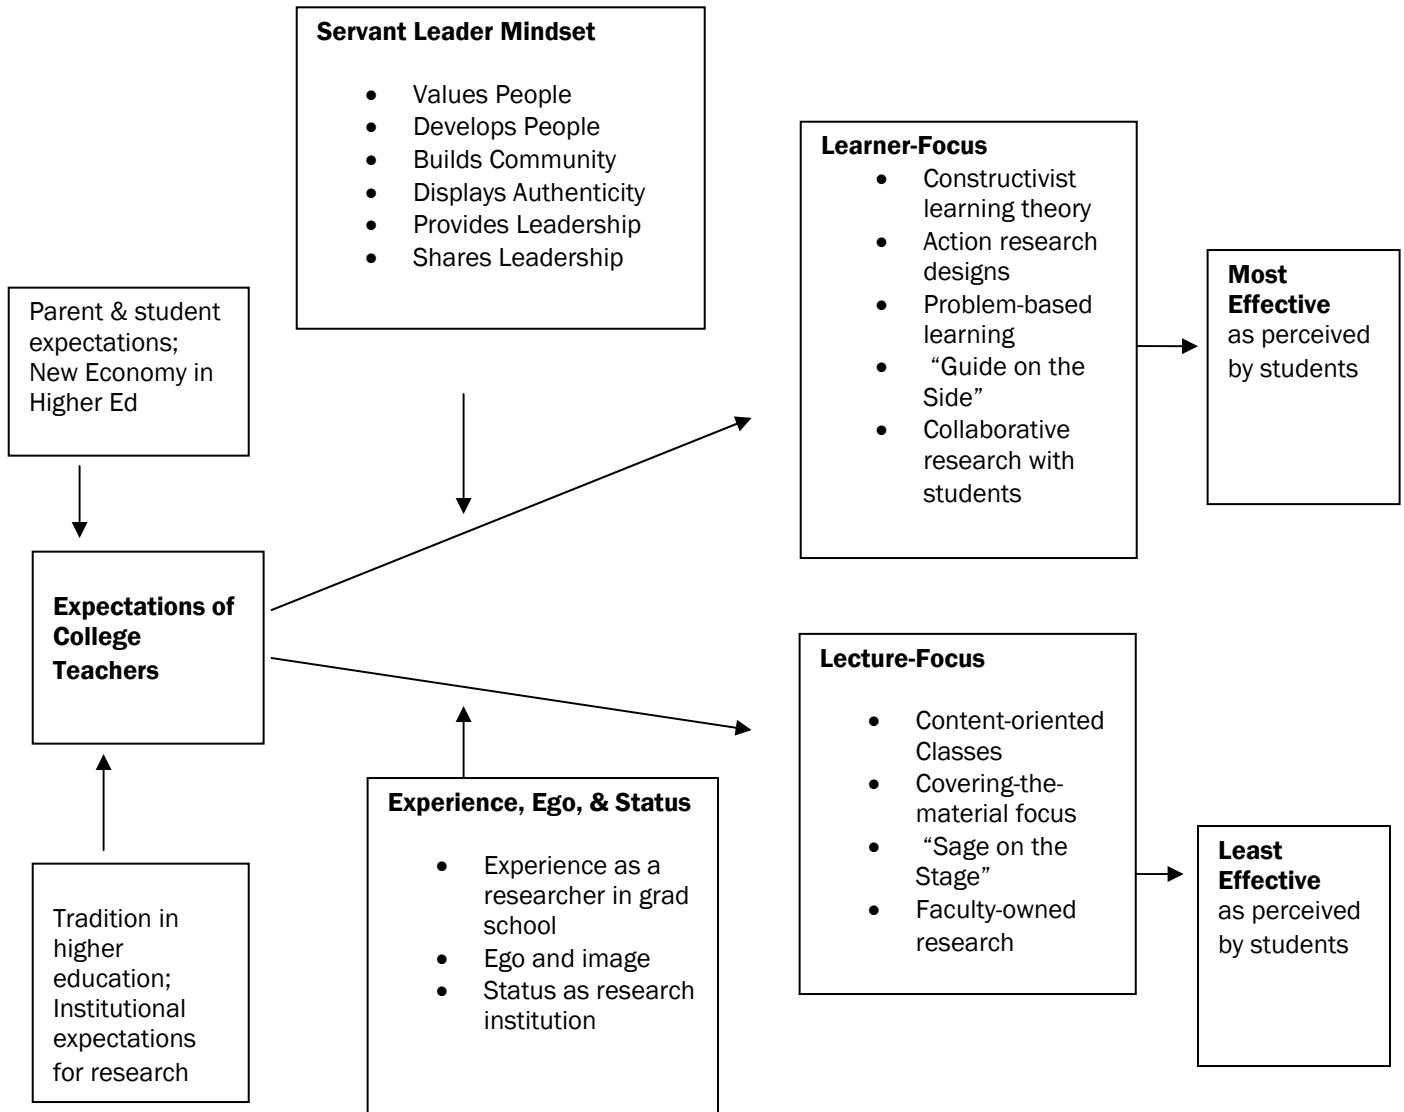 Servant Leader Mindset
• Values People
• Develops People
• Builds Community
• Displays Authenticity
• Provides Leadership
• Shares Leadership
Parent & student
expectations;
New Economy in
Higher Ed
Expectations of
College
Teachers
Tradition in
higher
education;
Institutional
expectations
for research
Experience, Ego, & Status
• Experience as a
researcher in grad
school
• Ego and image
• Status as research
institution
Learner-Focus
• Constructivist
learning theory
• Action research
designs
• Problem-based
learning
• “Guide on the
Side”
• Collaborative
research with
students
Most
Effective
as perceived
by students
Lecture-Focus
• Content-oriented
Classes
• Covering-the-
material focus
• “Sage on the
Stage”
• Faculty-owned
research
Least
Effective
as perceived
by students